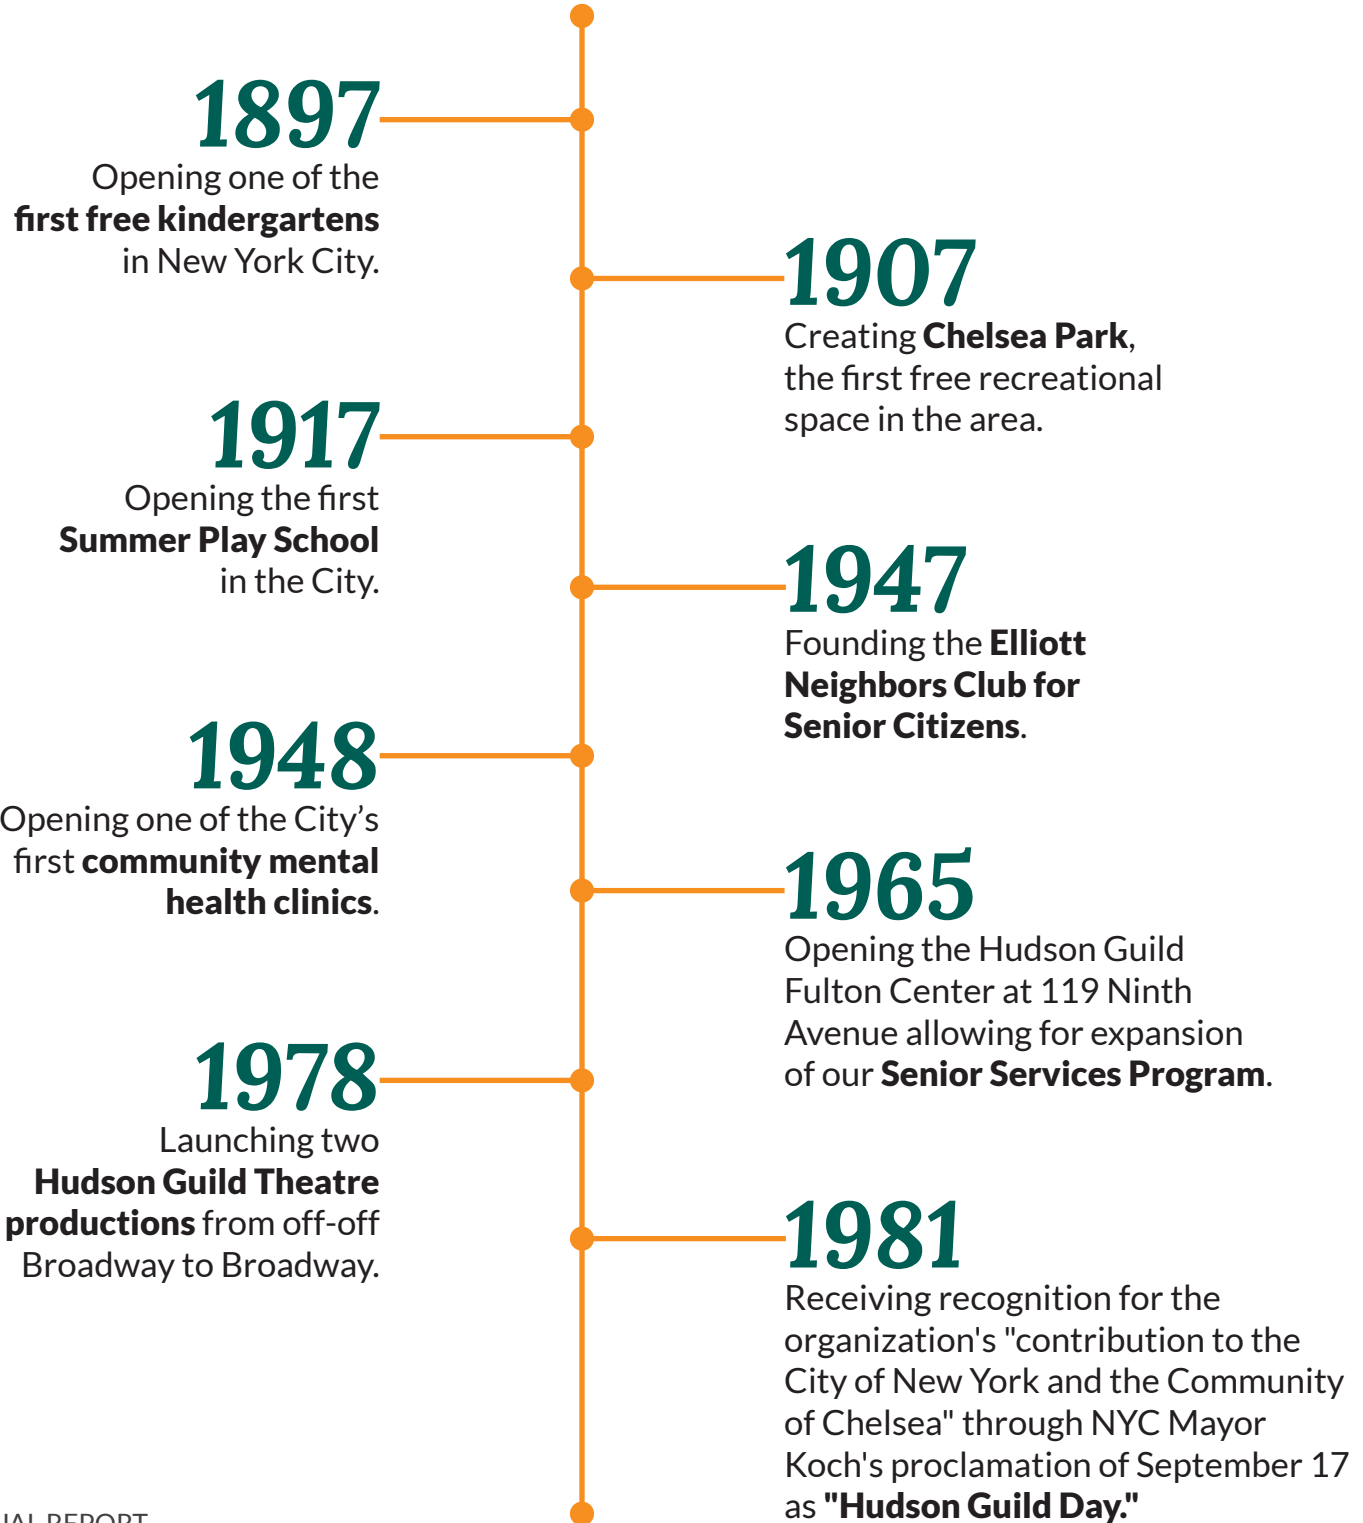 1897
Opening one of the
first free kindergartens
in New York City.
1907
Creating Chelsea Park,
the first free recreational
space in the area.
1917
Opening the first
Summer Play School
in the City.
1947
Founding the Elliott
Neighbors Club for
Senior Citizens.
1948
Opening one of the City’s
first community mental
health clinics.
1965
Opening the Hudson Guild
Fulton Center at 119 Ninth
Avenue allowing for expansion
of our Senior Services Program.
1978
Launching two
Hudson Guild Theatre
productions from off-off
Broadway to Broadway.
1981
Receiving recognition for the
organization's "contribution to the
City of New York and the Community
of Chelsea" through NYC Mayor
Koch's proclamation of September 17
as "Hudson Guild Day."
REPORT